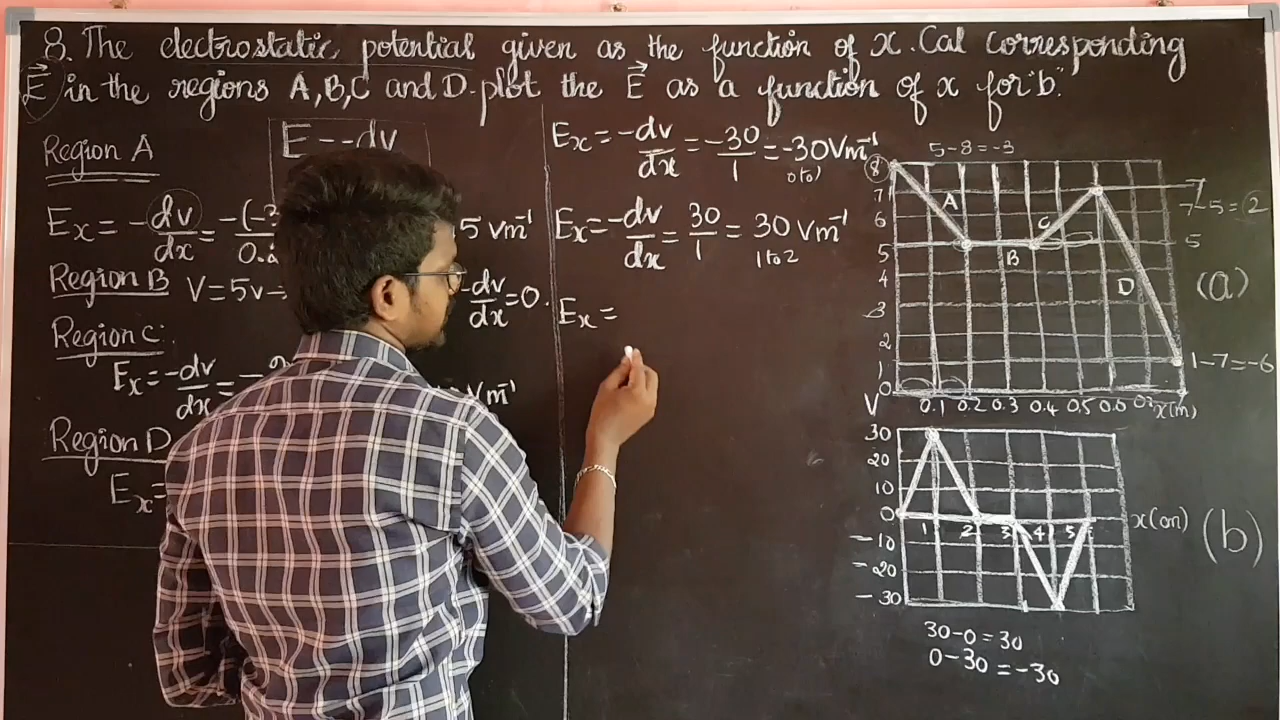 8. The electrostatic potential given as the function of x. Cal corresponding
E⃗ in the regions A,B,C and D. plot the E⃗ as a function of x for "b".
Region A
E = -dv
Ex = -dv/dx = -(-3
0.2
15 Vm⁻¹
Region B V=5v→
-dv/dx = 0.
Region C:
Ex = -dv/dx = -
Vm⁻¹
Region D
Ex =
Ex = -dv/dx = -30/1 = -30 Vm⁻¹
0 to 1
Ex = -dv/dx = 30/1 = 30 Vm⁻¹
1 to 2
Ex =
5-8=-3
8
7
6
5
4
3
2
1
0
A
B
C
D
7
7-5=2
5
1-7=-6
(a)
V 0.1 0.2 0.3 0.4 0.5 0.6 x(m)
30
20
10
0
-10
-20
-30
1 2 3 4 5
x(cm)
(b)
30-0=30
0-30=-30